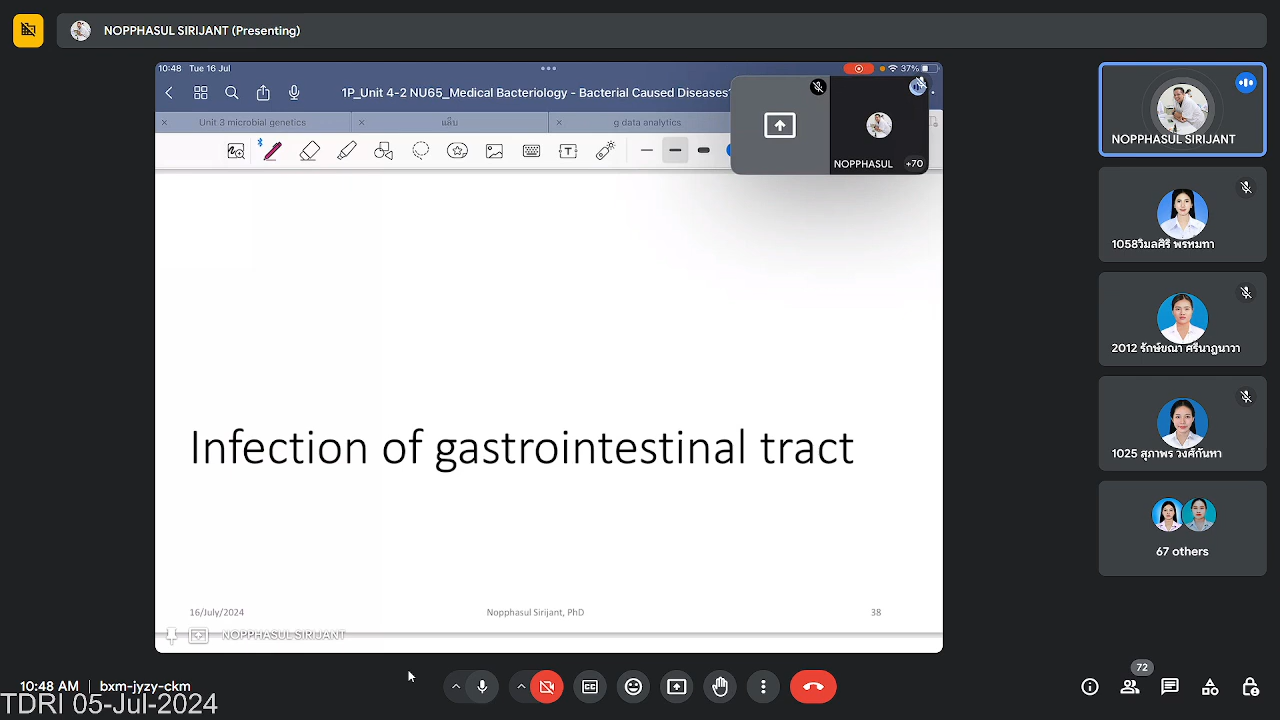 NOPPHASUL SIRIJANT (Presenting)
10:48 Tue 16 Jul
37%
1P_Unit 4-2 NU65_Medical Bacteriology - Bacterial Caused Diseases
Unit 3 microbial genetics
แล็บ
g data analytics
NOPPHASUL
+70
Infection of gastrointestinal tract
16/July/2024
Nopphasul Sirijant, PhD
38
NOPPHASUL SIRIJANT
NOPPHASUL SIRIJANT
1058วิมลศิริ พรหมทา
2012 รักษ์ขณา ศรีนาฏนาวา
1025 สุภาพร วงศ์กันทา
67 others
10:48 AM
bxm-jyzy-ckm
72
TDRI 05-Jul-2024